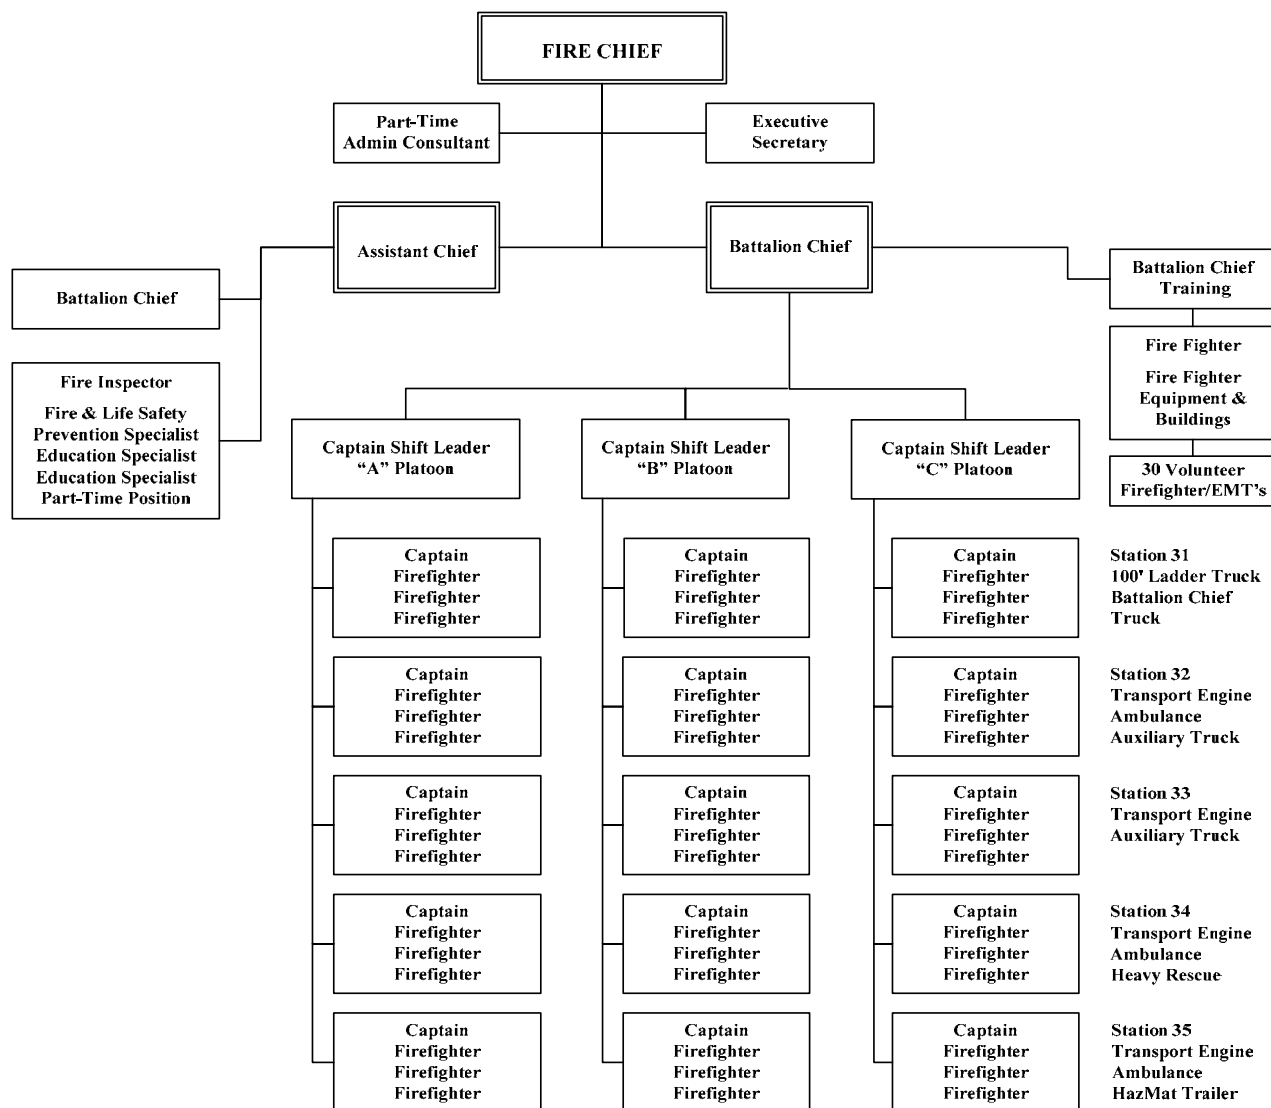 FIRE CHIEF
Part-Time
Admin Consultant
Executive
Secretary
Assistant Chief
Battalion Chief
Battalion Chief
Battalion Chief
Training
Fire Inspector
Fire & Life Safety
Prevention Specialist
Education Specialist
Education Specialist
Part-Time Position
Fire Fighter
Fire Fighter
Equipment &
Buildings
30 Volunteer
Firefighter/EMT's
Captain Shift Leader
“A” Platoon
Captain Shift Leader
“B” Platoon
Captain Shift Leader
“C” Platoon
Captain
Firefighter
Firefighter
Firefighter
Captain
Firefighter
Firefighter
Firefighter
Captain
Firefighter
Firefighter
Firefighter
Station 31
100' Ladder Truck
Battalion Chief
Truck
Captain
Firefighter
Firefighter
Firefighter
Captain
Firefighter
Firefighter
Firefighter
Captain
Firefighter
Firefighter
Firefighter
Station 32
Transport Engine
Ambulance
Auxiliary Truck
Captain
Firefighter
Firefighter
Firefighter
Captain
Firefighter
Firefighter
Firefighter
Captain
Firefighter
Firefighter
Firefighter
Station 33
Transport Engine
Auxiliary Truck
Captain
Firefighter
Firefighter
Firefighter
Captain
Firefighter
Firefighter
Firefighter
Captain
Firefighter
Firefighter
Firefighter
Station 34
Transport Engine
Ambulance
Heavy Rescue
Captain
Firefighter
Firefighter
Firefighter
Captain
Firefighter
Firefighter
Firefighter
Captain
Firefighter
Firefighter
Firefighter
Station 35
Transport Engine
Ambulance
HazMat Trailer